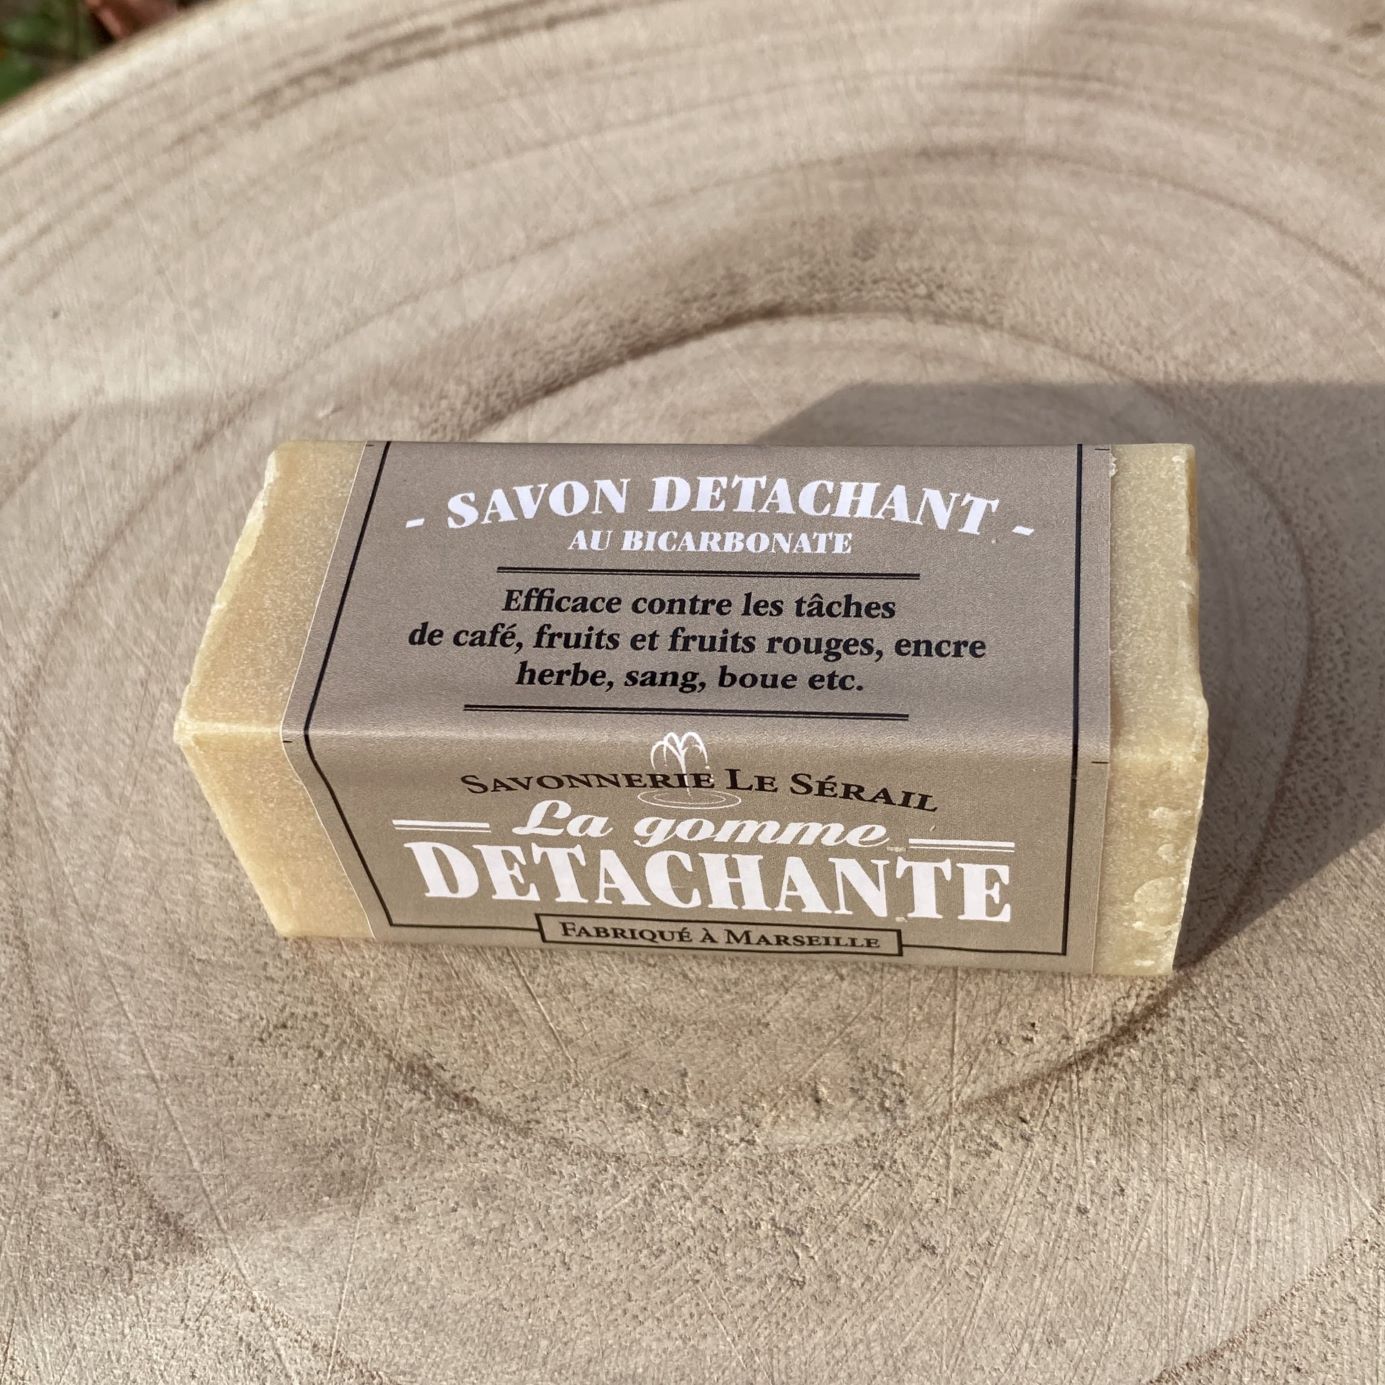 - SAVON DETACHANT -
AU BICARBONATE
Efficace contre les tâches
de café, fruits et fruits rouges, encre
herbe, sang, boue etc.
SAVONNERIE LE SÉRAIL
La gomme
DETACHANTE
FABRIQUÉ À MARSEILLE